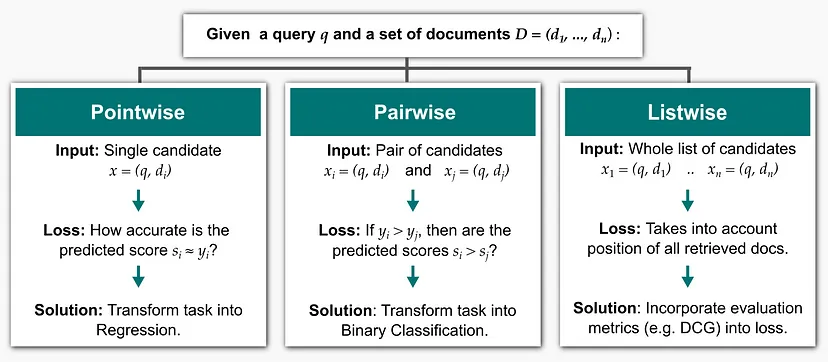 Given a query q and a set of documents D = (d₁, ..., dₙ) :
Pointwise
Input: Single candidate
x = (q, dᵢ)
Loss: How accurate is the
predicted score sᵢ ≈ yᵢ?
Solution: Transform task into
Regression.
Pairwise
Input: Pair of candidates
xᵢ = (q, dᵢ) and xⱼ = (q, dⱼ)
Loss: If yᵢ > yⱼ, then are the
predicted scores sᵢ > sⱼ?
Solution: Transform task into
Binary Classification.
Listwise
Input: Whole list of candidates
x₁ = (q, d₁) .. xₙ = (q, dₙ)
Loss: Takes into account
position of all retrieved docs.
Solution: Incorporate evaluation
metrics (e.g. DCG) into loss.